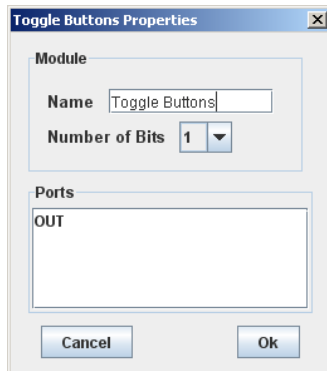 Toggle Buttons Properties
Module
Name Toggle Buttons
Number of Bits 1
Ports
OUT
Cancel Ok